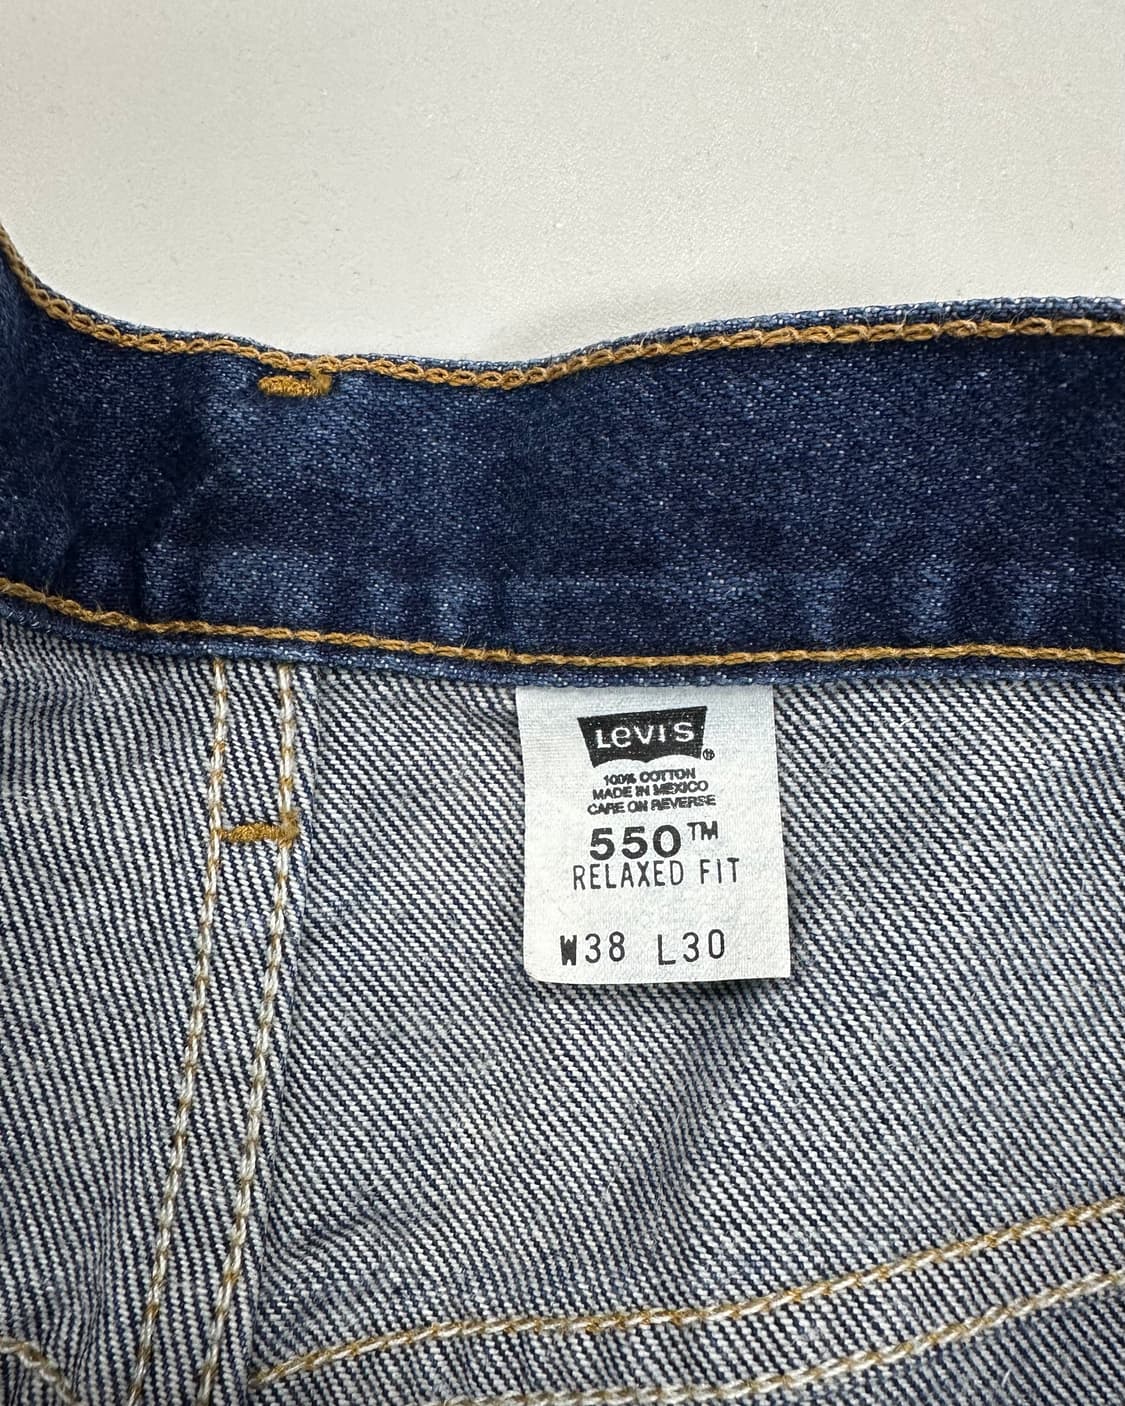 LEVI'S ®
100% COTTON
MADE IN MEXICO
CARE ON REVERSE
550™
RELAXED FIT
W38 L30